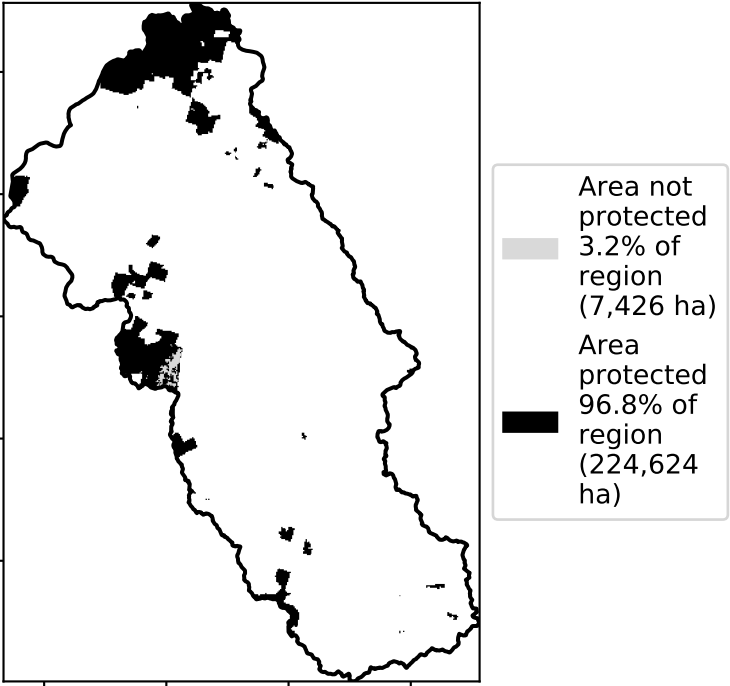 Area not
protected
3.2% of
region
(7,426 ha)
Area
protected
96.8% of
region
(224,624
ha)